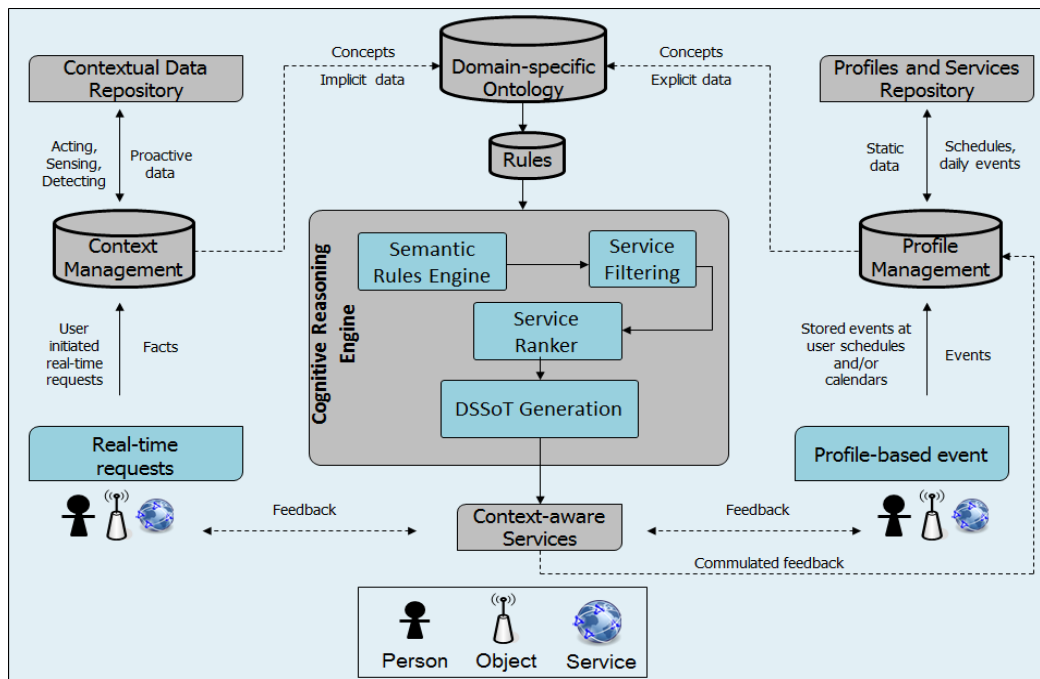 Contextual Data
Repository
Concepts
Implicit data
Domain-specific
Ontology
Concepts
Explicit data
Profiles and Services
Repository
Acting,
Sensing,
Detecting
Proactive
data
Rules
Static
data
Schedules,
daily events
Context
Management
Profile
Management
Cognitive Reasoning
Engine
Semantic
Rules Engine
Service
Filtering
Service
Ranker
DSSoT Generation
User
initiated
real-time
requests
Facts
Stored events at
user schedules
and/or
calendars
Events
Real-time
requests
Profile-based event
Feedback
Context-aware
Services
Feedback
Commulated feedback
Person
Object
Service